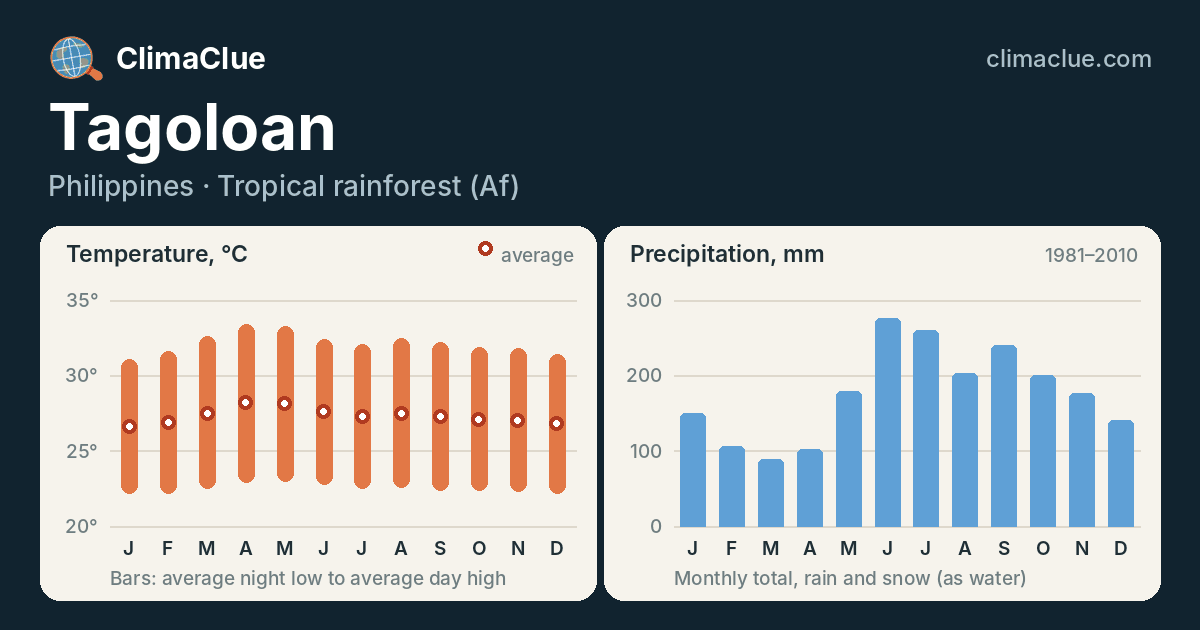 ClimaClue
climaclue.com
Tagoloan
Philippines · Tropical rainforest (Af)
Temperature, °C
average
35°
30°
25°
20°
J F M A M J J A S O N D
Bars: average night low to average day high
Precipitation, mm
1981–2010
300
200
100
0
J F M A M J J A S O N D
Monthly total, rain and snow (as water)